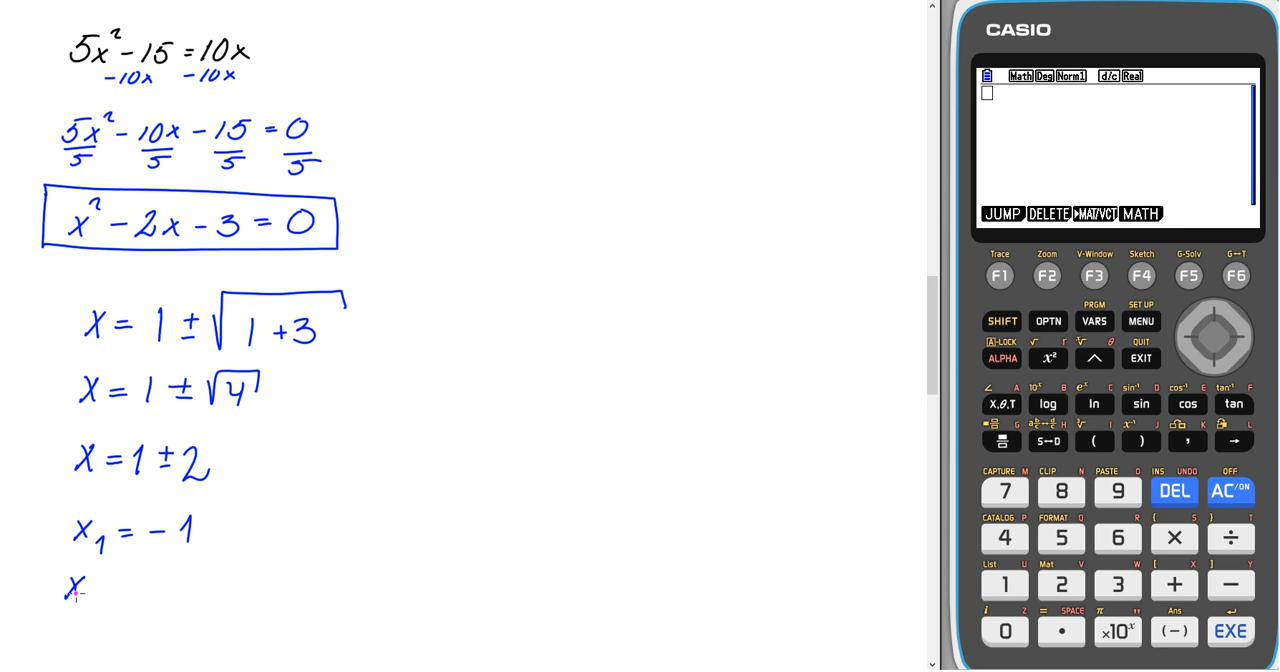 5x² - 15 = 10x
-10x -10x
5x² - 10x - 15 = 0
5 5 5 5
x² - 2x - 3 = 0
x = 1 ± √1 + 3
x = 1 ± √4
x = 1 ± 2
x₁ = - 1
x
CASIO
Math Deg Norm1 d/c Real
JUMP DELETE ▸MAT/VCT MATH
Trace Zoom V-Window Sketch G-Solv G↔T
F1 F2 F3 F4 F5 F6
PRGM SET UP
SHIFT OPTN VARS MENU
A-LOCK √ r ˣ√ θ QUIT
ALPHA x² ^ EXIT
∠ A 10ˣ B eˣ C sin⁻¹ D cos⁻¹ E tan⁻¹ F
X,θ,T log ln sin cos tan
G H ³√ I x⁻¹ J K L
S↔D ( ) , →
CAPTURE M CLIP N PASTE O INS UNDO OFF
7 8 9 DEL AC/ON
CATALOG P FORMAT Q R { S } T
4 5 6 × ÷
List U Mat V W [ X ] Y
1 2 3 + −
i Z = SPACE π " Ans ↵
0 • ×10ˣ (−) EXE